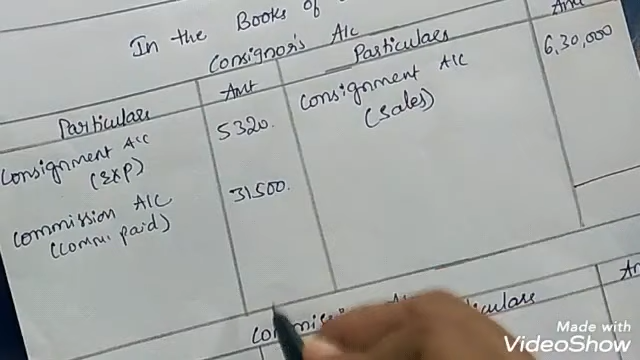 In the Books of
Consignor's A/c
Particulars Amt Particulars Amt
Consignment A/c 5320. Consignment A/c 6,30,000
(Exp) (Sales)
Commission A/c 31500.
(Comm. paid)
Particulars
Made with
VideoShow